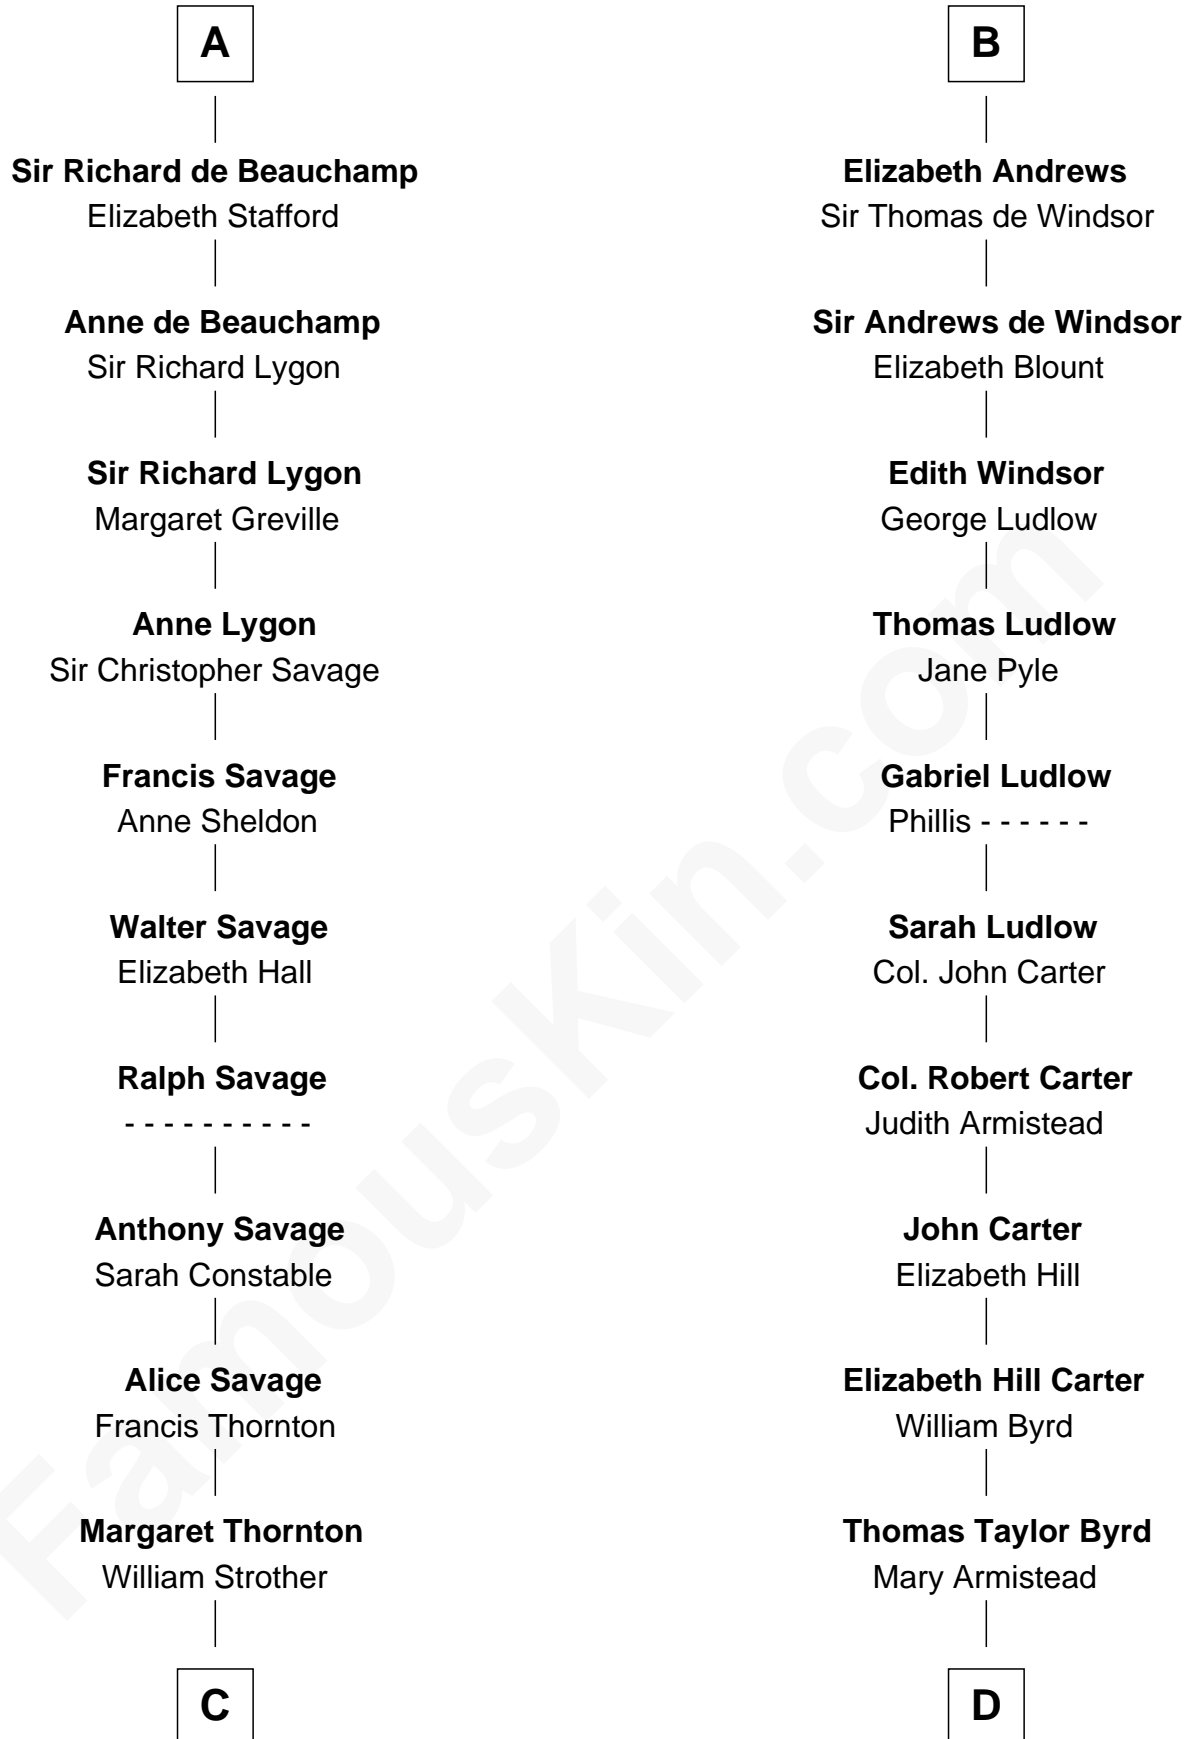 A
Sir Richard de Beauchamp
Elizabeth Stafford
Anne de Beauchamp
Sir Richard Lygon
Sir Richard Lygon
Margaret Greville
Anne Lygon
Sir Christopher Savage
Francis Savage
Anne Sheldon
Walter Savage
Elizabeth Hall
Ralph Savage
- - - - - - - - - -
Anthony Savage
Sarah Constable
Alice Savage
Francis Thornton
Margaret Thornton
William Strother
C
B
Elizabeth Andrews
Sir Thomas de Windsor
Sir Andrews de Windsor
Elizabeth Blount
Edith Windsor
George Ludlow
Thomas Ludlow
Jane Pyle
Gabriel Ludlow
Phillis - - - - - -
Sarah Ludlow
Col. John Carter
Col. Robert Carter
Judith Armistead
John Carter
Elizabeth Hill
Elizabeth Hill Carter
William Byrd
Thomas Taylor Byrd
Mary Armistead
D
FamousKin.com